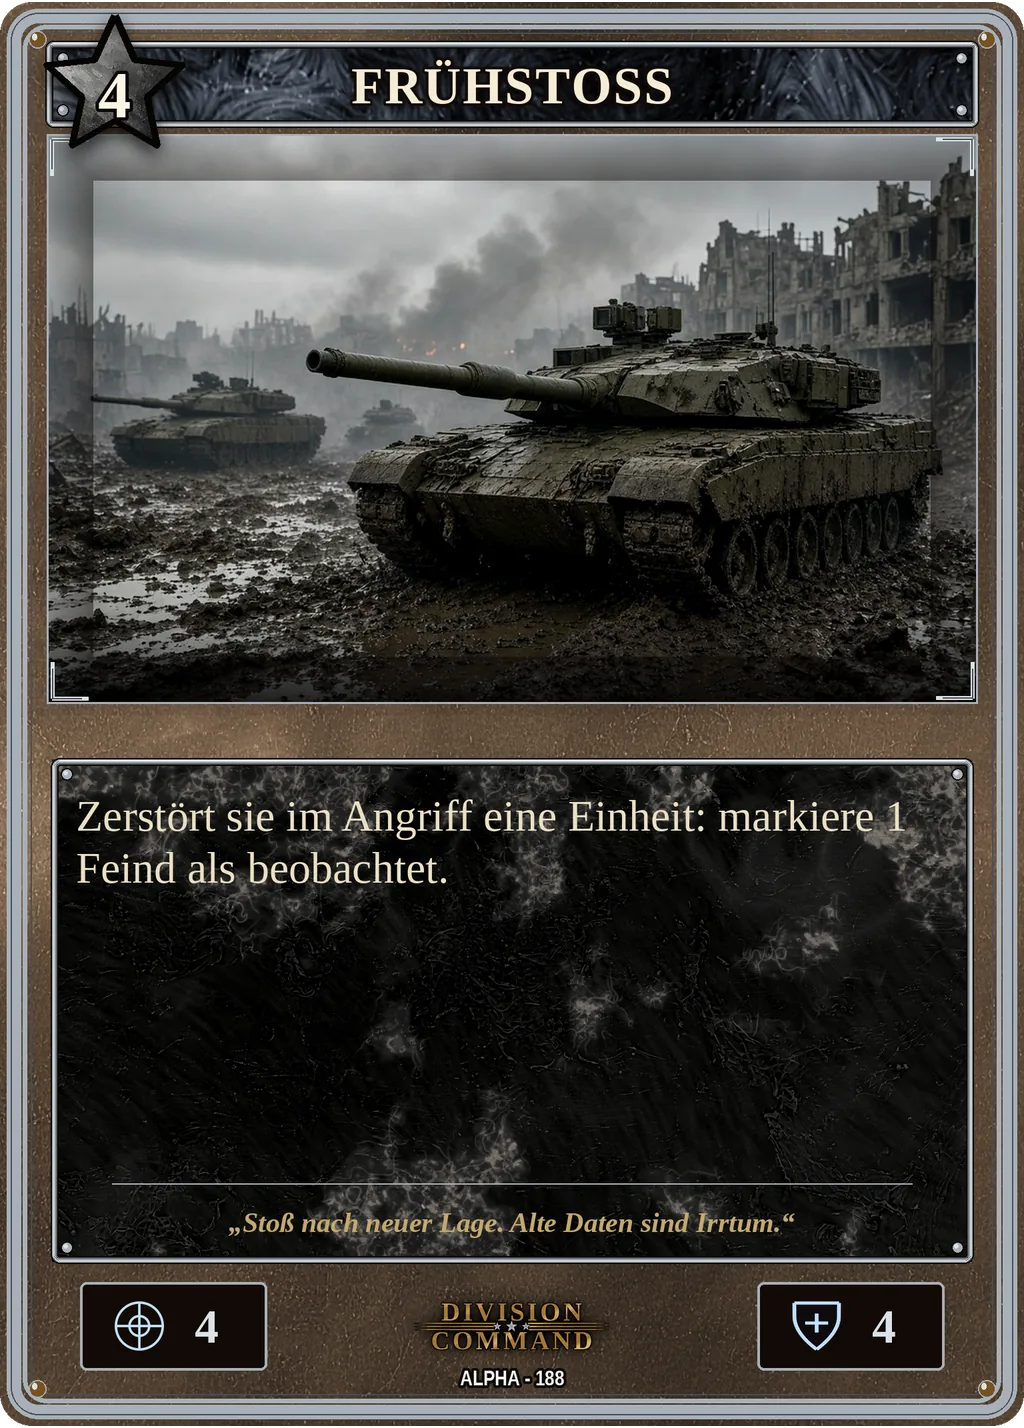 4
FRÜHSTOSS
Zerstört sie im Angriff eine Einheit: markiere 1
Feind als beobachtet.
„Stoß nach neuer Lage. Alte Daten sind Irrtum.“
4
DIVISION
COMMAND
ALPHA - 188
4